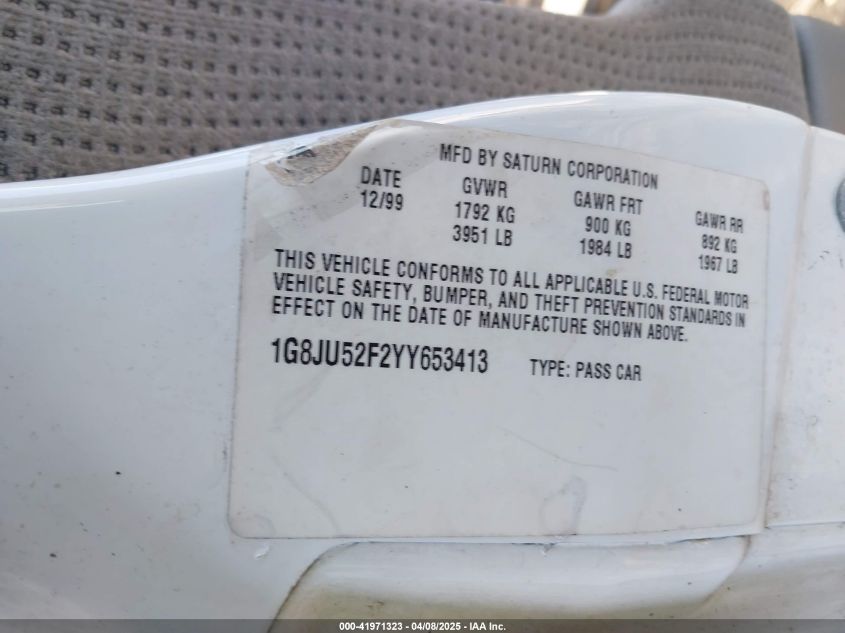 MFD BY SATURN CORPORATION
DATE GVWR GAWR FRT GAWR RR
12/99 1792 KG 900 KG 892 KG
3951 LB 1984 LB 1967 LB
THIS VEHICLE CONFORMS TO ALL APPLICABLE U.S. FEDERAL MOTOR
VEHICLE SAFETY, BUMPER, AND THEFT PREVENTION STANDARDS IN
EFFECT ON THE DATE OF MANUFACTURE SHOWN ABOVE.
1G8JU52F2YY653413 TYPE: PASS CAR
000-41971323 - 04/08/2025 - IAA Inc.